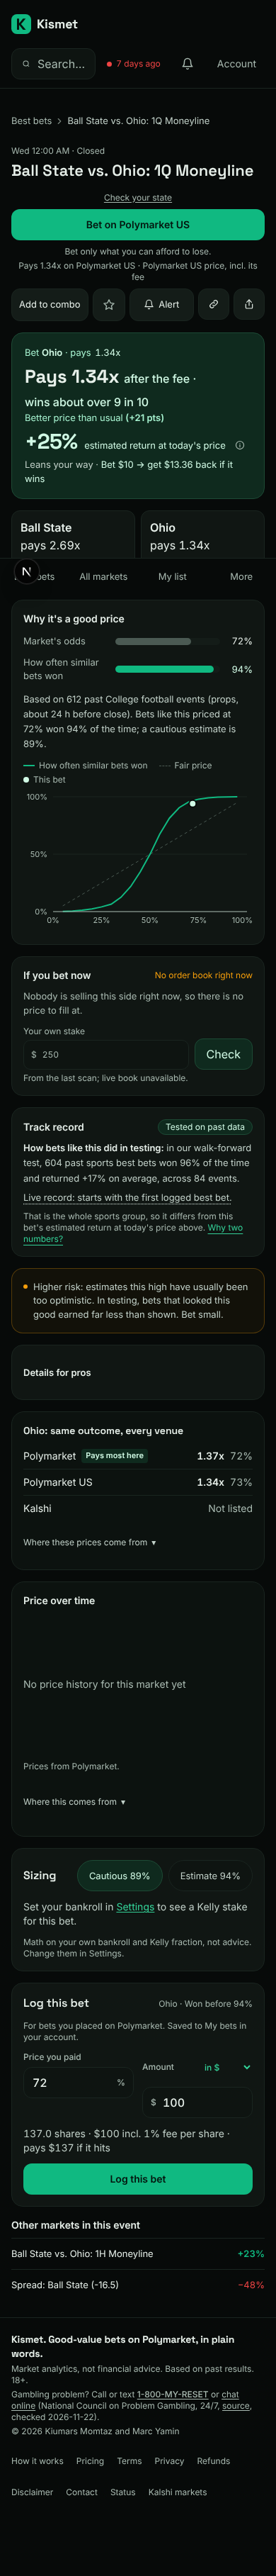 Kismet
Search...
7 days ago
Account
Best bets › Ball State vs. Ohio: 1Q Moneyline
Wed 12:00 AM · Closed
Ball State vs. Ohio: 1Q Moneyline
Check your state
Bet on Polymarket US
Bet only what you can afford to lose.
Pays 1.34x on Polymarket US · Polymarket US price, incl. its
fee
Add to combo
Alert
Bet Ohio · pays 1.34x
Pays 1.34x after the fee ·
wins about over 9 in 10
Better price than usual (+21 pts)
+25% estimated return at today's price
Leans your way · Bet $10 → get $13.36 back if it
wins
Ball State
pays 2.69x
Ohio
pays 1.34x
N
bets
All markets
My list
More
Why it's a good price
Market's odds
72%
How often similar
bets won
94%
Based on 612 past College football events (props,
about 24 h before close). Bets like this priced at
72% won 94% of the time; a cautious estimate is
89%.
How often similar bets won
Fair price
This bet
100%
50%
0%
0%
25%
50%
75%
100%
If you bet now
No order book right now
Nobody is selling this side right now, so there is no
price to fill at.
Your own stake
$ 250
Check
From the last scan; live book unavailable.
Track record
Tested on past data
How bets like this did in testing: in our walk-forward
test, 604 past sports best bets won 96% of the time
and returned +17% on average, across 84 events.
Live record: starts with the first logged best bet.
That is the whole sports group, so it differs from this
bet's estimated return at today's price above. Why two
numbers?
Higher risk: estimates this high have usually been
too optimistic. In testing, bets that looked this
good earned far less than shown. Bet small.
Details for pros
Ohio: same outcome, every venue
Polymarket
Pays most here
1.37x 72%
Polymarket US
1.34x 73%
Kalshi
Not listed
Where these prices come from ▾
Price over time
No price history for this market yet
Prices from Polymarket.
Where this comes from ▾
Sizing
Cautious 89%
Estimate 94%
Set your bankroll in Settings to see a Kelly stake
for this bet.
Math on your own bankroll and Kelly fraction, not advice.
Change them in Settings.
Log this bet
Ohio · Won before 94%
For bets you placed on Polymarket. Saved to My bets in
your account.
Price you paid
72 %
Amount
in $
$ 100
137.0 shares · $100 incl. 1% fee per share ·
pays $137 if it hits
Log this bet
Other markets in this event
Ball State vs. Ohio: 1H Moneyline
+23%
Spread: Ball State (-16.5)
−48%
Kismet. Good-value bets on Polymarket, in plain
words.
Market analytics, not financial advice. Based on past results.
18+.
Gambling problem? Call or text 1-800-MY-RESET or chat
online (National Council on Problem Gambling, 24/7, source,
checked 2026-11-22).
© 2026 Kiumars Momtaz and Marc Yamin
How it works
Pricing
Terms
Privacy
Refunds
Disclaimer
Contact
Status
Kalshi markets